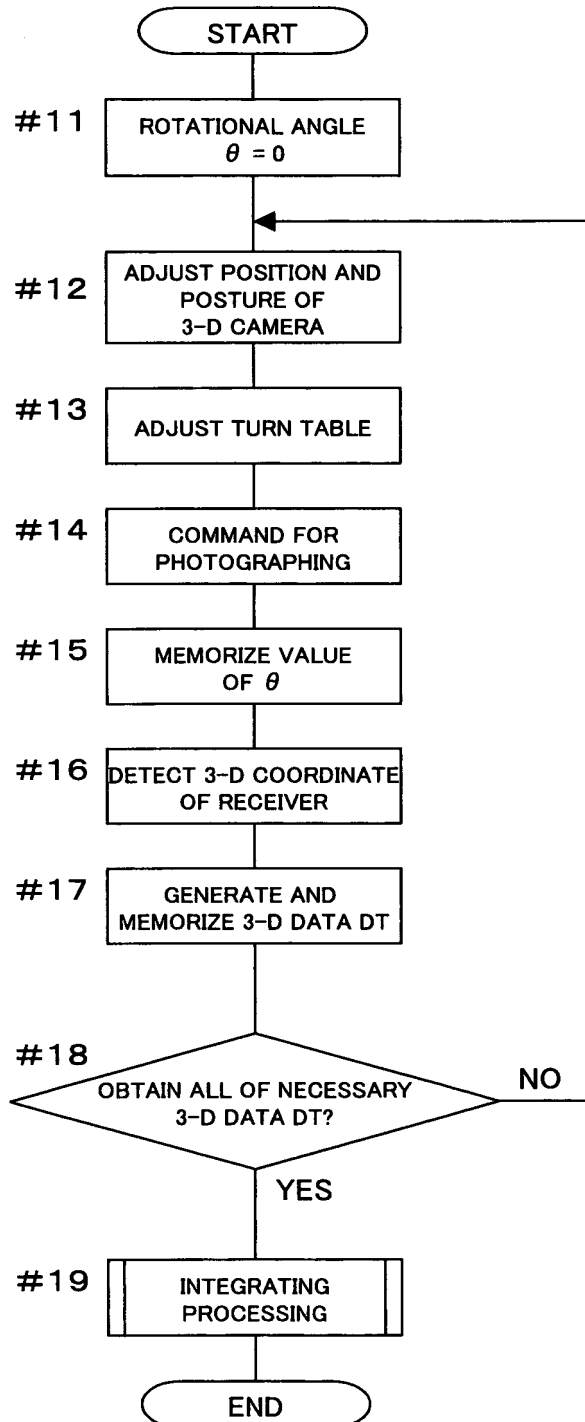 START
#11
ROTATIONAL ANGLE
θ = 0
#12
ADJUST POSITION AND
POSTURE OF
3-D CAMERA
#13
ADJUST TURN TABLE
#14
COMMAND FOR
PHOTOGRAPHING
#15
MEMORIZE VALUE
OF θ
#16
DETECT 3-D COORDINATE
OF RECEIVER
#17
GENERATE AND
MEMORIZE 3-D DATA DT
#18
OBTAIN ALL OF NECESSARY
3-D DATA DT?
NO
YES
#19
INTEGRATING
PROCESSING
END